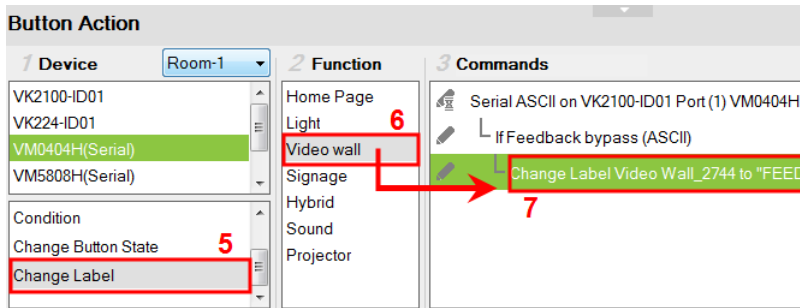 Button Action
1 Device
Room-1
2 Function
3 Commands
VK2100-ID01
VK224-ID01
VM0404H(Serial)
VM5808H(Serial)
Condition
Change Button State
5
Change Label
Home Page
Light
6
Video wall
Signage
Hybrid
Sound
Projector
Serial ASCII on VK2100-ID01 Port (1) VM0404H
If Feedback bypass (ASCII)
Change Label Video Wall_2744 to "FEED
7